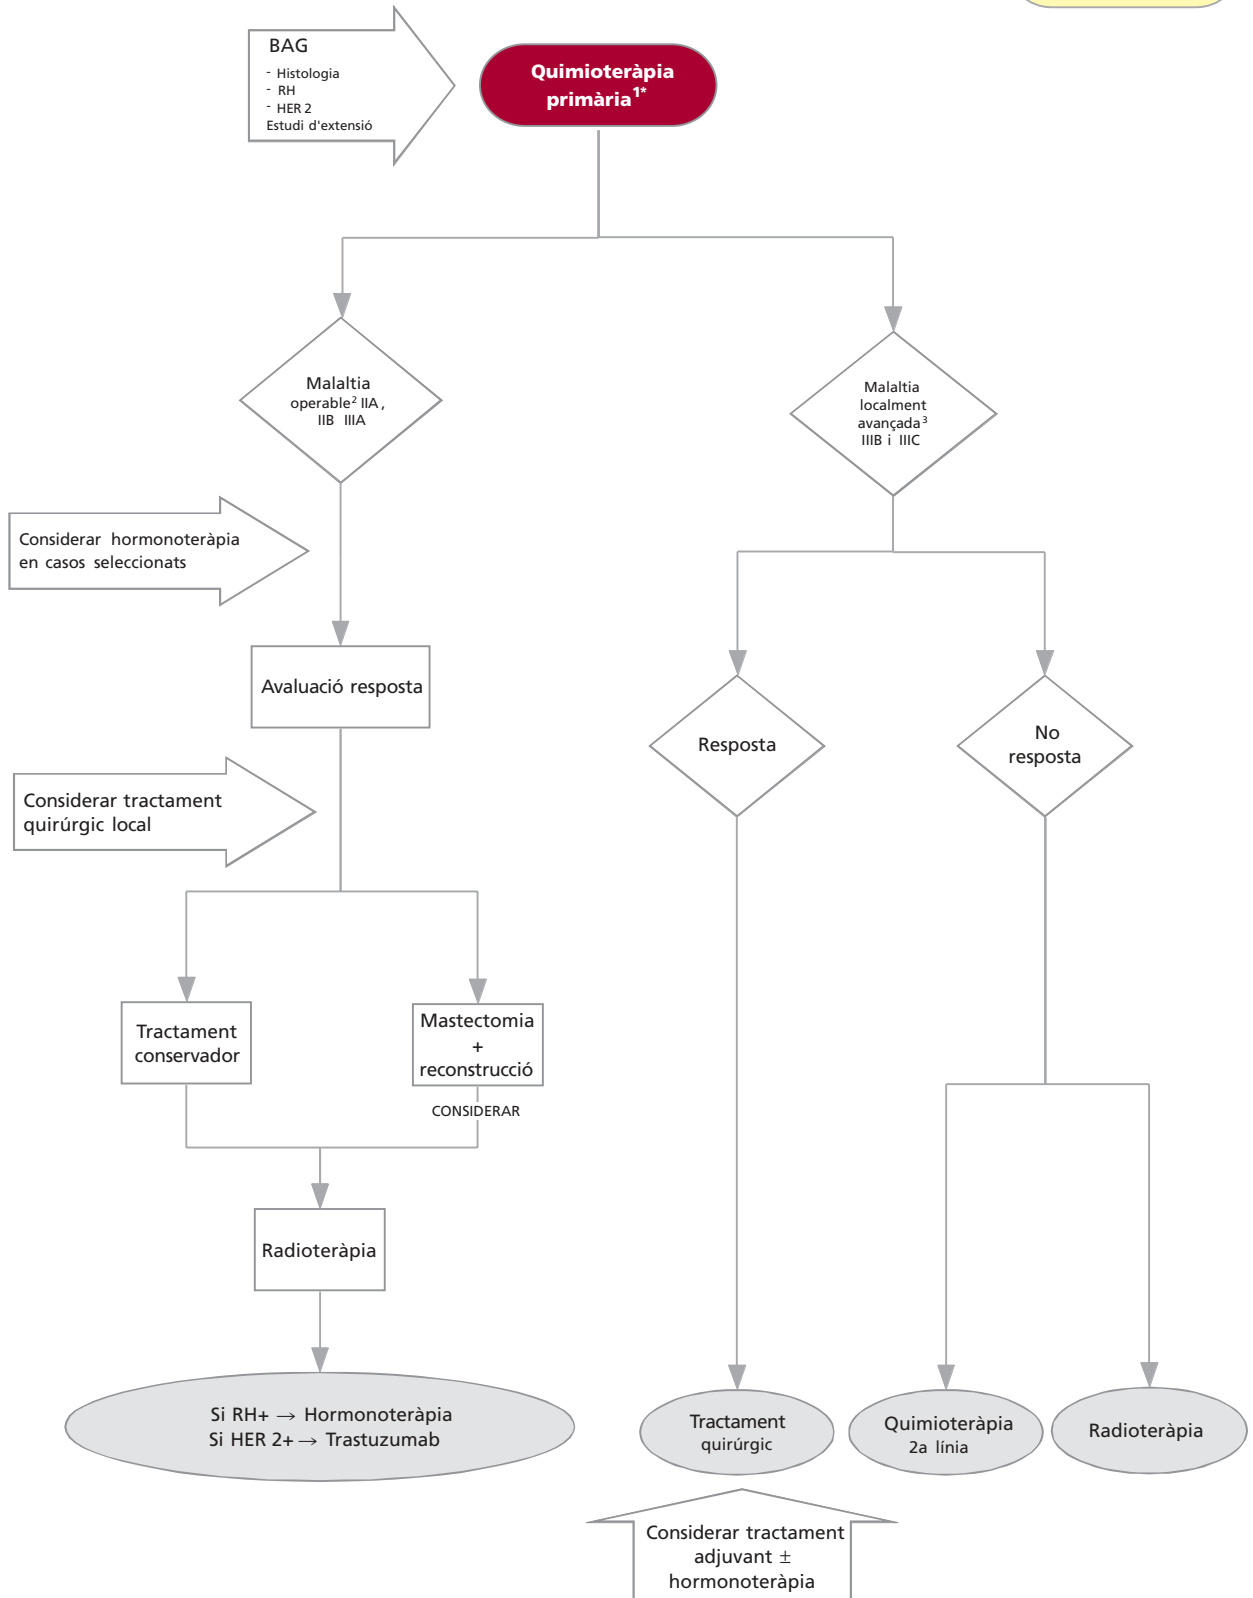 BAG
- Histologia
- RH
- HER 2
Estudi d'extensió
Quimioteràpia
primària¹*
Malaltia
operable² IIA,
IIB IIIA
Malaltia
localment
avançada³
IIIB i IIIC
Considerar hormonoteràpia
en casos seleccionats
Avaluació resposta
Resposta
No
resposta
Considerar tractament
quirúrgic local
Tractament
conservador
Mastectomia
+
reconstrucció
CONSIDERAR
Radioteràpia
Si RH+ → Hormonoteràpia
Si HER 2+ → Trastuzumab
Tractament
quirúrgic
Quimioteràpia
2a línia
Radioteràpia
Considerar tractament
adjuvant ±
hormonoteràpia